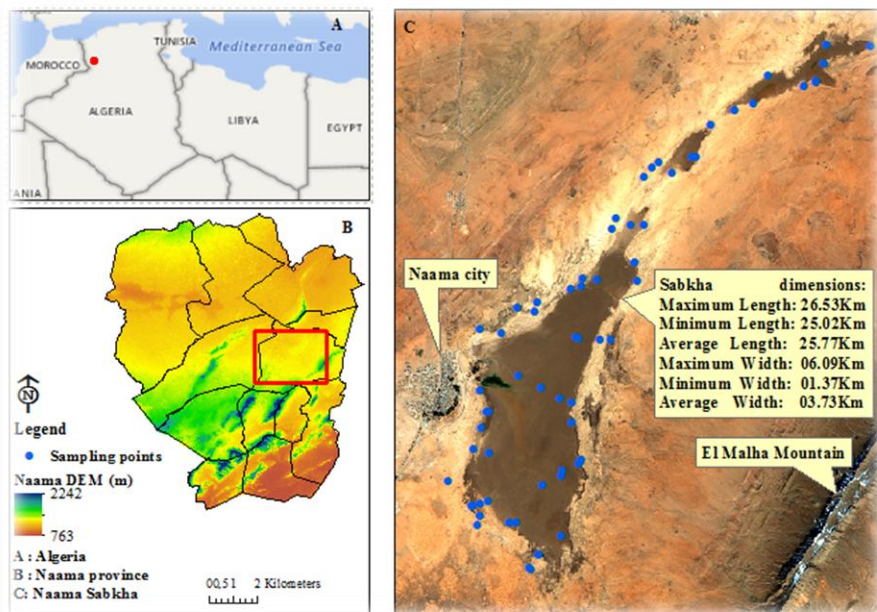 A
TUNISIA
Mediterranean Sea
MOROCCO
ALGERIA
LIBYA
EGYPT
ANIA
B
N
Legend
Sampling points
Naama DEM (m)
2242
763
A : Algeria
B : Naama province
C: Naama Sabkha
00,51 2 Kilometers
C
Naama city
Sabkha dimensions:
Maximum Length: 26.53Km
Minimum Length: 25.02Km
Average Length: 25.77Km
Maximum Width: 06.09Km
Minimum Width: 01.37Km
Average Width: 03.73Km
El Malha Mountain